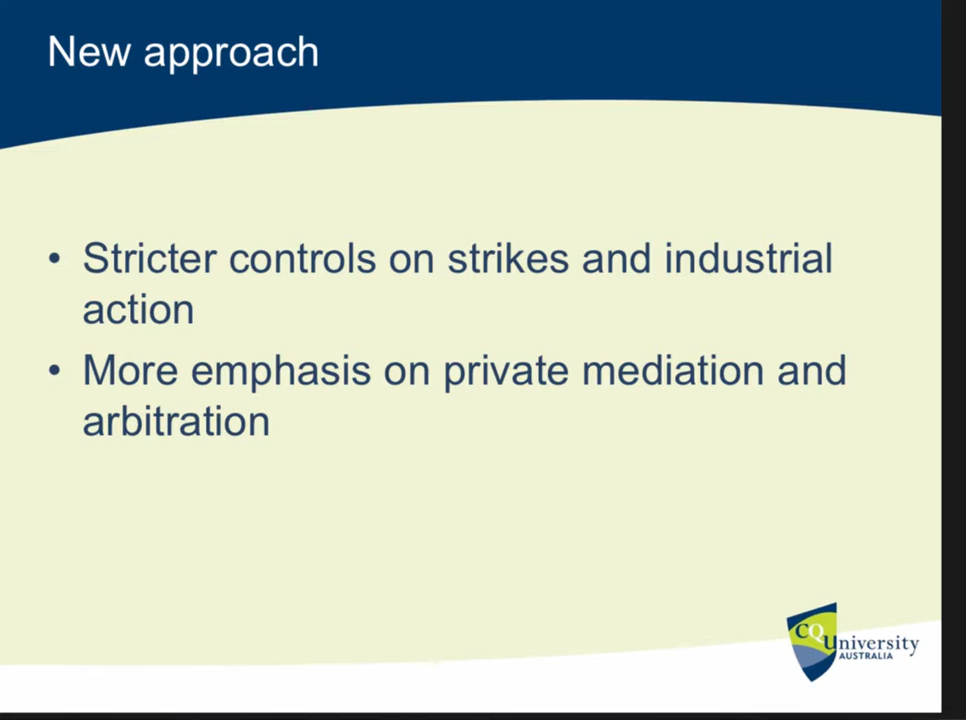 New approach
• Stricter controls on strikes and industrial
action
• More emphasis on private mediation and
arbitration
CQUniversity
AUSTRALIA